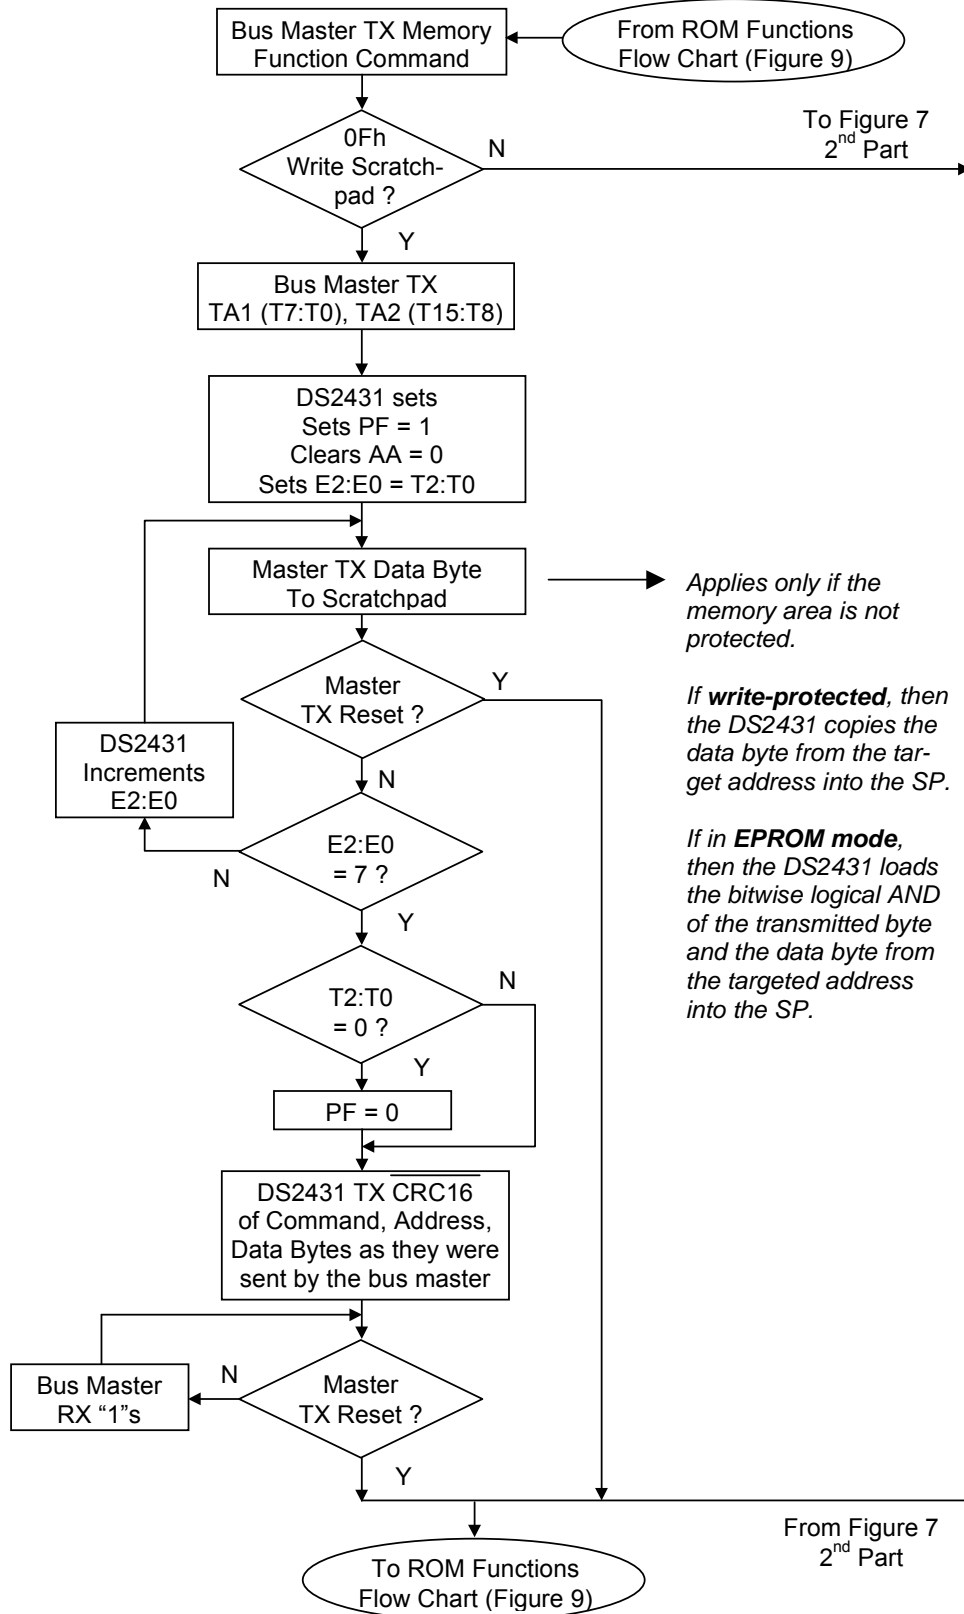 Bus Master TX Memory
Function Command
From ROM Functions
Flow Chart (Figure 9)
0Fh
Write Scratch-
pad ?
N
To Figure 7
2nd Part
Y
Bus Master TX
TA1 (T7:T0), TA2 (T15:T8)
DS2431 sets
Sets PF = 1
Clears AA = 0
Sets E2:E0 = T2:T0
Master TX Data Byte
To Scratchpad
Applies only if the
memory area is not
protected.
If write-protected, then
the DS2431 copies the
data byte from the tar-
get address into the SP.
If in EPROM mode,
then the DS2431 loads
the bitwise logical AND
of the transmitted byte
and the data byte from
the targeted address
into the SP.
Master
TX Reset ?
Y
N
DS2431
Increments
E2:E0
E2:E0
= 7 ?
N
Y
T2:T0
= 0 ?
N
Y
PF = 0
DS2431 TX CRC16
of Command, Address,
Data Bytes as they were
sent by the bus master
Master
TX Reset ?
N
Bus Master
RX “1”s
Y
From Figure 7
2nd Part
To ROM Functions
Flow Chart (Figure 9)